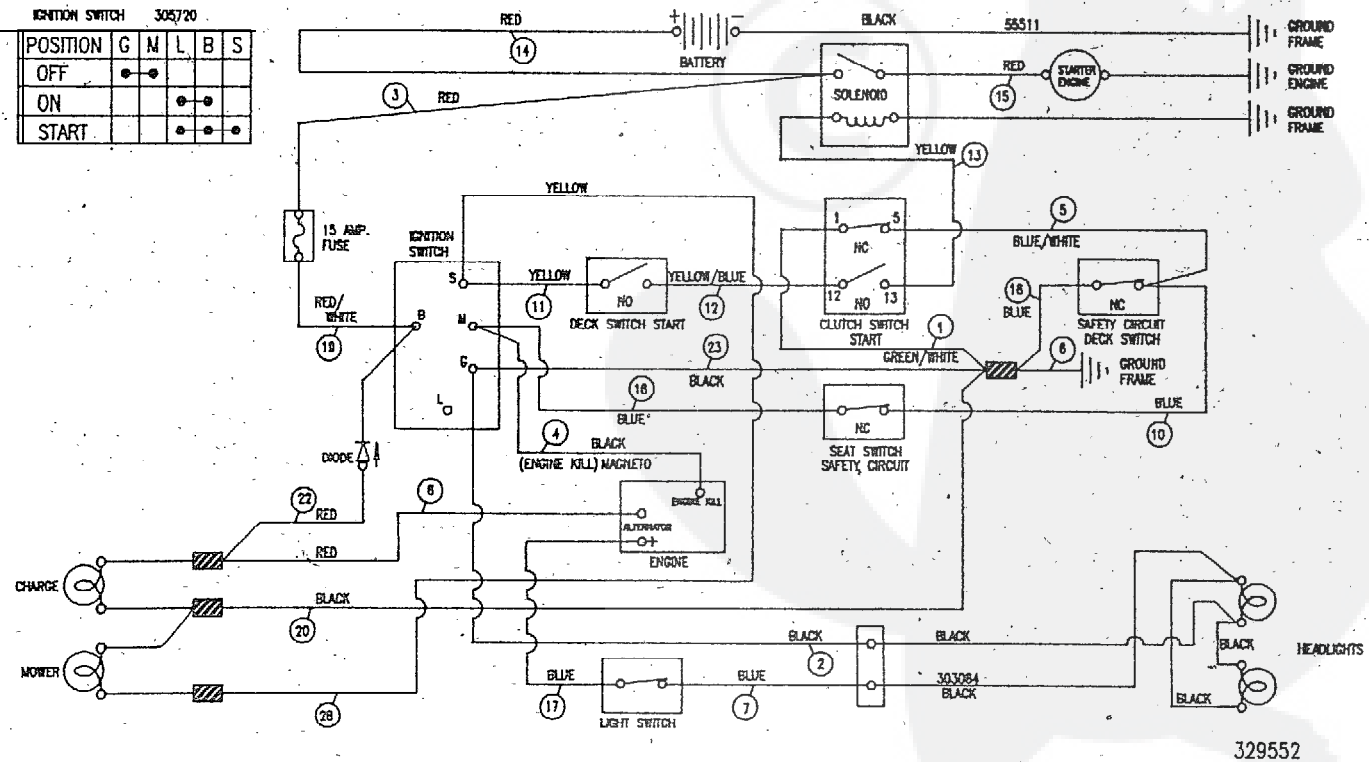 IGNITION SWITCH 305720
POSITION G M L B S
OFF
ON
START
RED
14
+
−
BATTERY
BLACK
55511
GROUND
FRAME
3
RED
SOLENOID
RED
15
STARTER
ENGINE
GROUND
ENGINE
GROUND
FRAME
YELLOW
13
YELLOW
15 AMP.
FUSE
IGNITION
SWITCH
1
5
NC
12
NO
13
CLUTCH SWITCH
START
5
BLUE/WHITE
S
YELLOW
11
NO
DECK SWITCH START
YELLOW/BLUE
12
18
BLUE
NC
SAFETY CIRCUIT
DECK SWITCH
RED/
WHITE
19
B
M
G
L
1
GREEN/WHITE
23
BLACK
6
GROUND
FRAME
16
BLUE
NC
SEAT SWITCH
SAFETY CIRCUIT
BLUE
10
4
BLACK
(ENGINE KILL) MAGNETO
DIODE
ENGINE KILL
ALTERNATOR
+
ENGINE
22
RED
8
RED
CHARGE
BLACK
20
MOWER
28
BLACK
2
BLACK
BLUE
17
LIGHT SWITCH
BLUE
7
303084
BLACK
BLACK
BLACK
HEADLIGHTS
329552